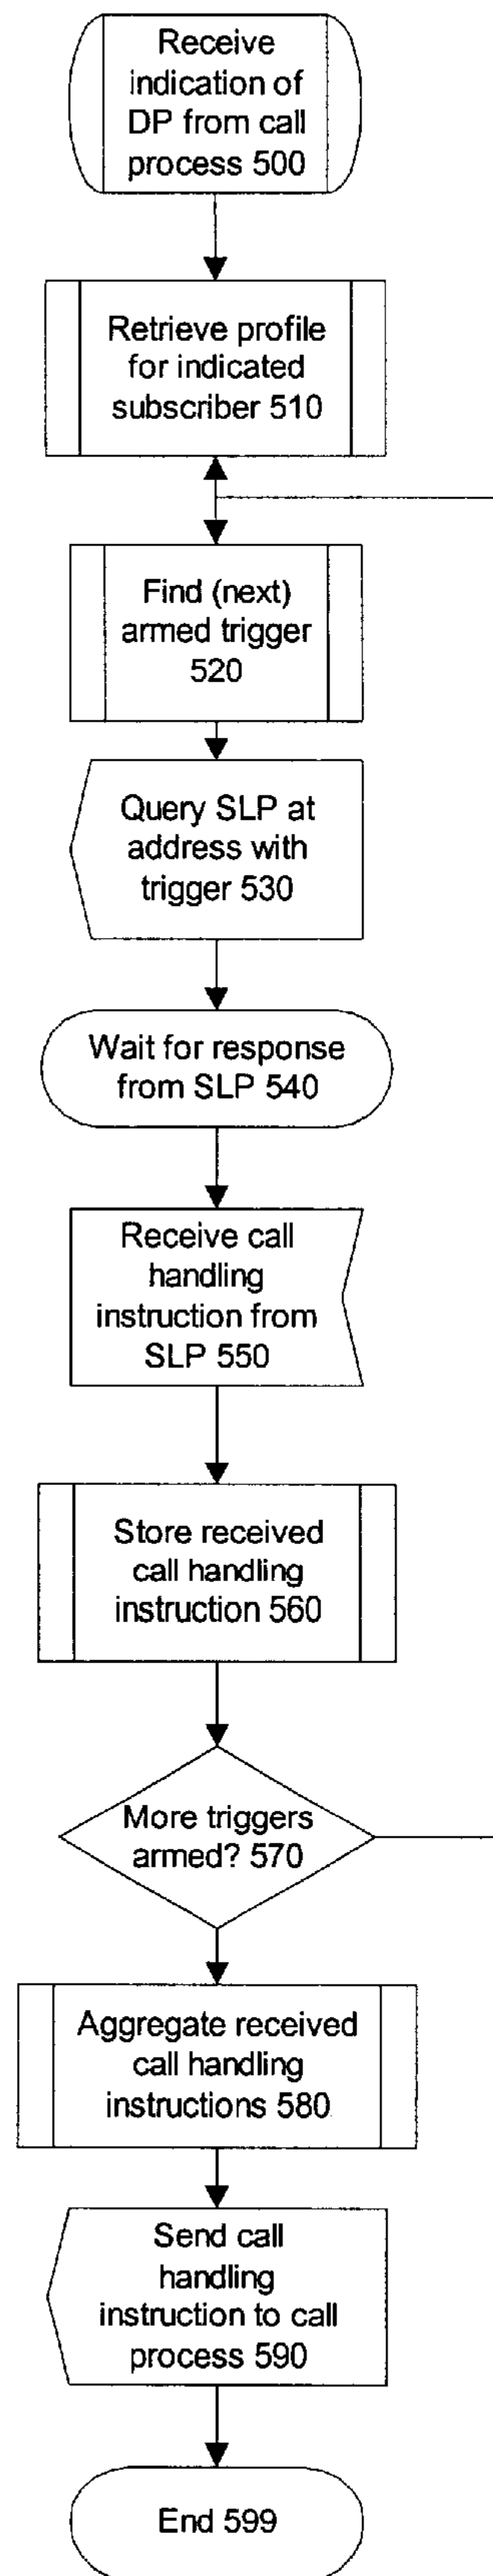 Receive
indication of
DP from call
process 500
Retrieve profile
for indicated
subscriber 510
Find (next)
armed trigger
520
Query SLP at
address with
trigger 530
Wait for response
from SLP 540
Receive call
handling
instruction from
SLP 550
Store received
call handling
instruction 560
More triggers
armed? 570
Aggregate received
call handling
instructions 580
Send call
handling
instruction to call
process 590
End 599